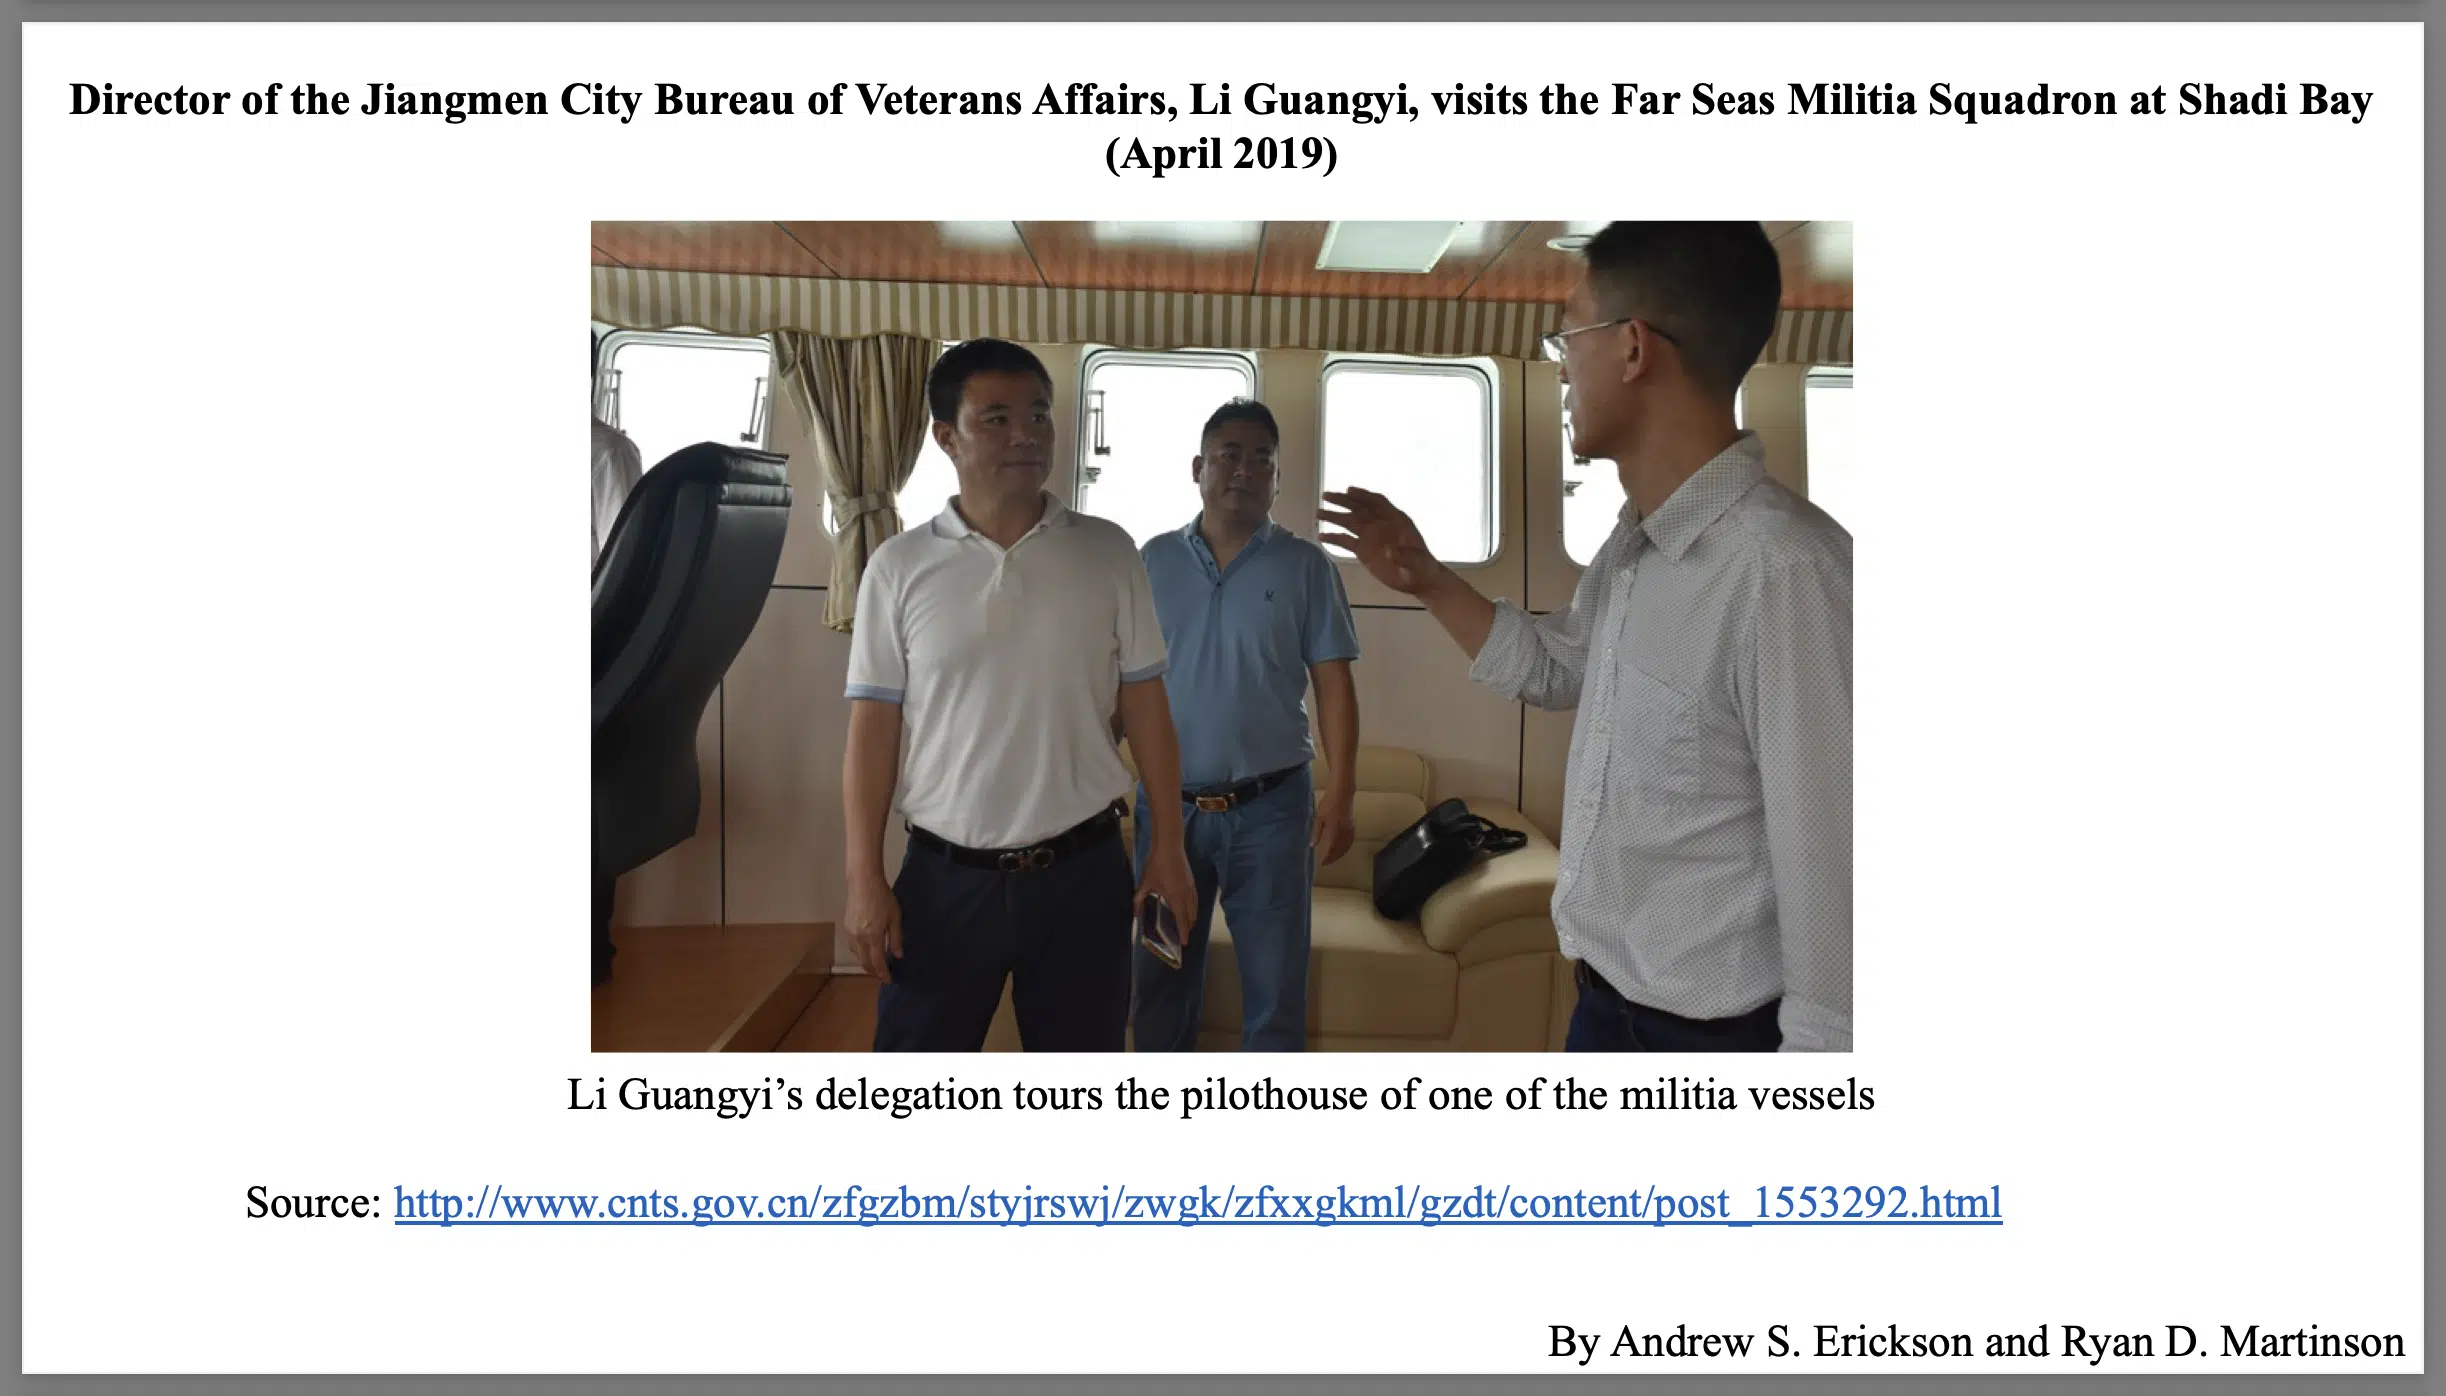 Director of the Jiangmen City Bureau of Veterans Affairs, Li Guangyi, visits the Far Seas Militia Squadron at Shadi Bay
(April 2019)
Li Guangyi’s delegation tours the pilothouse of one of the militia vessels
Source: http://www.cnts.gov.cn/zfgzbm/styjrswj/zwgk/zfxxgkml/gzdt/content/post_1553292.html
By Andrew S. Erickson and Ryan D. Martinson